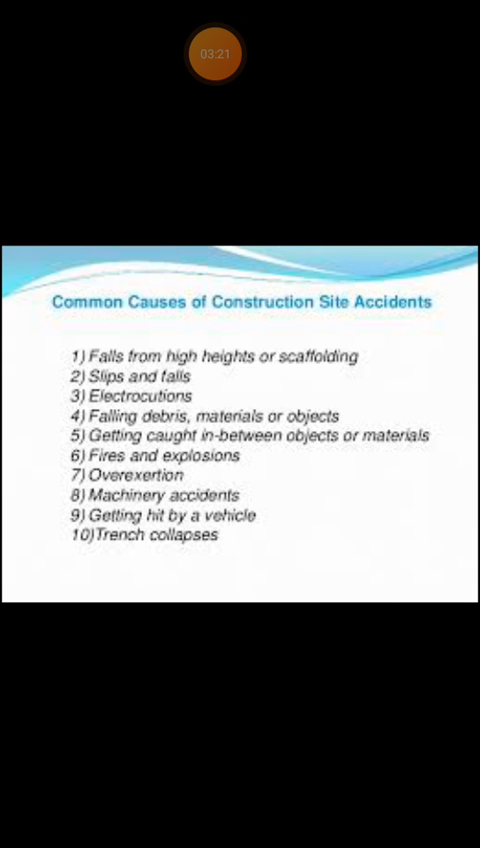 03:21
Common Causes of Construction Site Accidents
1) Falls from high heights or scaffolding
2) Slips and falls
3) Electrocutions
4) Falling debris, materials or objects
5) Getting caught in-between objects or materials
6) Fires and explosions
7) Overexertion
8) Machinery accidents
9) Getting hit by a vehicle
10)Trench collapses